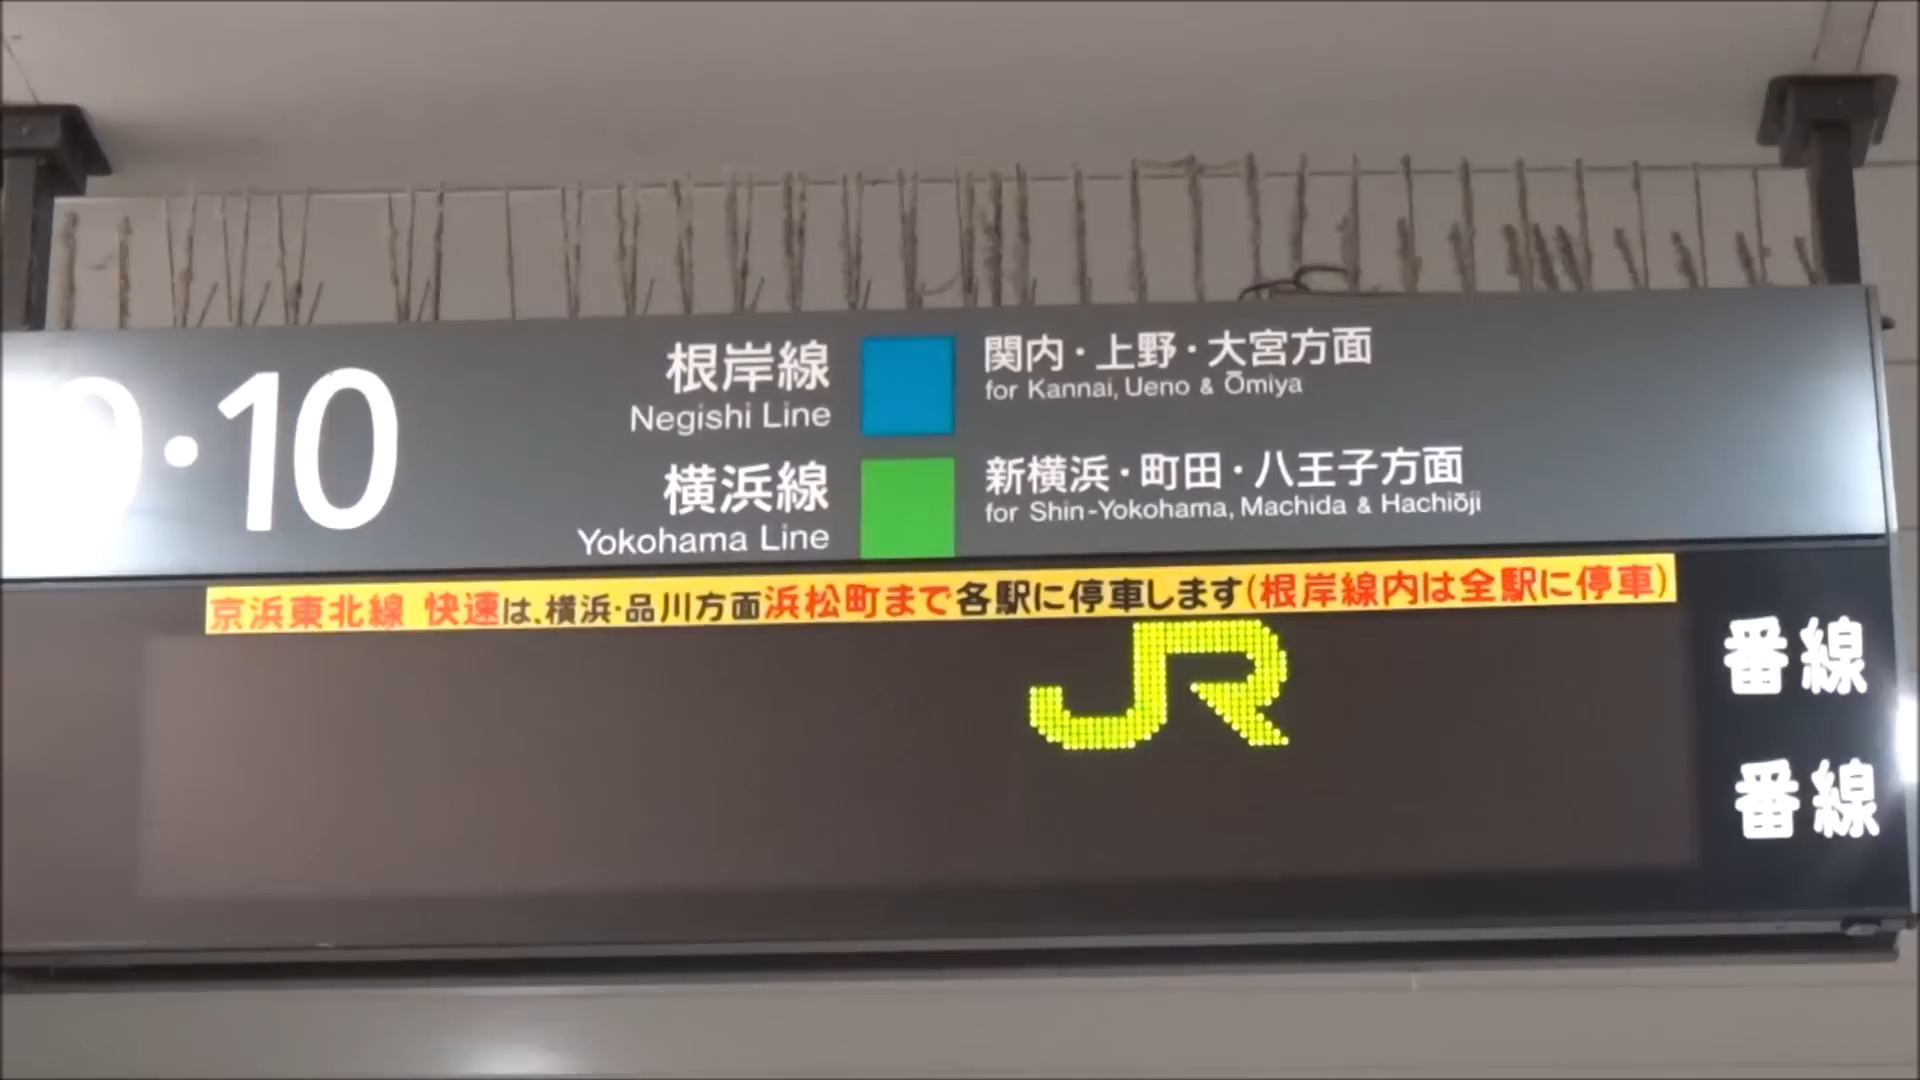 9・10
根岸線 関内・上野・大宮方面
Negishi Line for Kannai, Ueno & Ōmiya
横浜線 新横浜・町田・八王子方面
Yokohama Line for Shin-Yokohama, Machida & Hachiōji
京浜東北線 快速は、横浜・品川方面浜松町まで各駅に停車します(根岸線内は全駅に停車)
JR
番線
番線